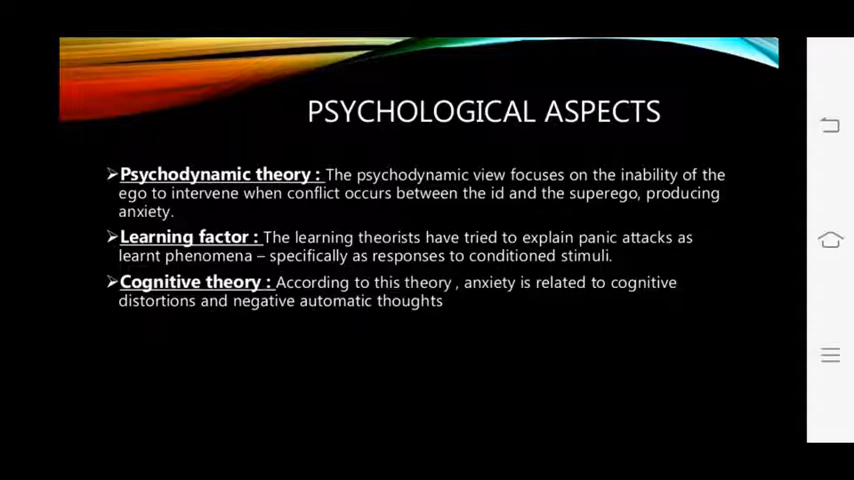 PSYCHOLOGICAL ASPECTS
➢Psychodynamic theory : The psychodynamic view focuses on the inability of the
ego to intervene when conflict occurs between the id and the superego, producing
anxiety.
➢Learning factor : The learning theorists have tried to explain panic attacks as
learnt phenomena – specifically as responses to conditioned stimuli.
➢Cognitive theory : According to this theory , anxiety is related to cognitive
distortions and negative automatic thoughts